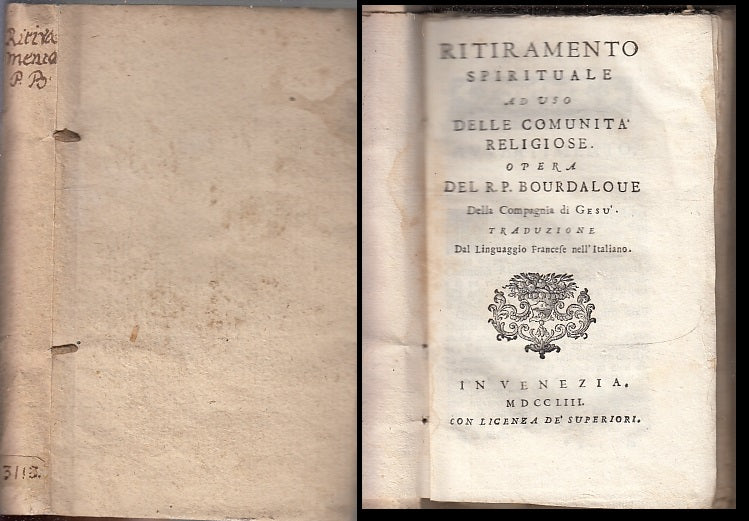 Ritira
mento
P. B.
3113.
RITIRAMENTO
SPIRITUALE
AD USO
DELLE COMUNITA'
RELIGIOSE.
OPERA
DEL R. P. BOURDALOUE
Della Compagnia di GESU'.
TRADUZIONE
Dal Linguaggio Franceſe nell' Italiano.
IN VENEZIA.
MDCCLIII.
CON LICENZA DE' SUPERIORI.